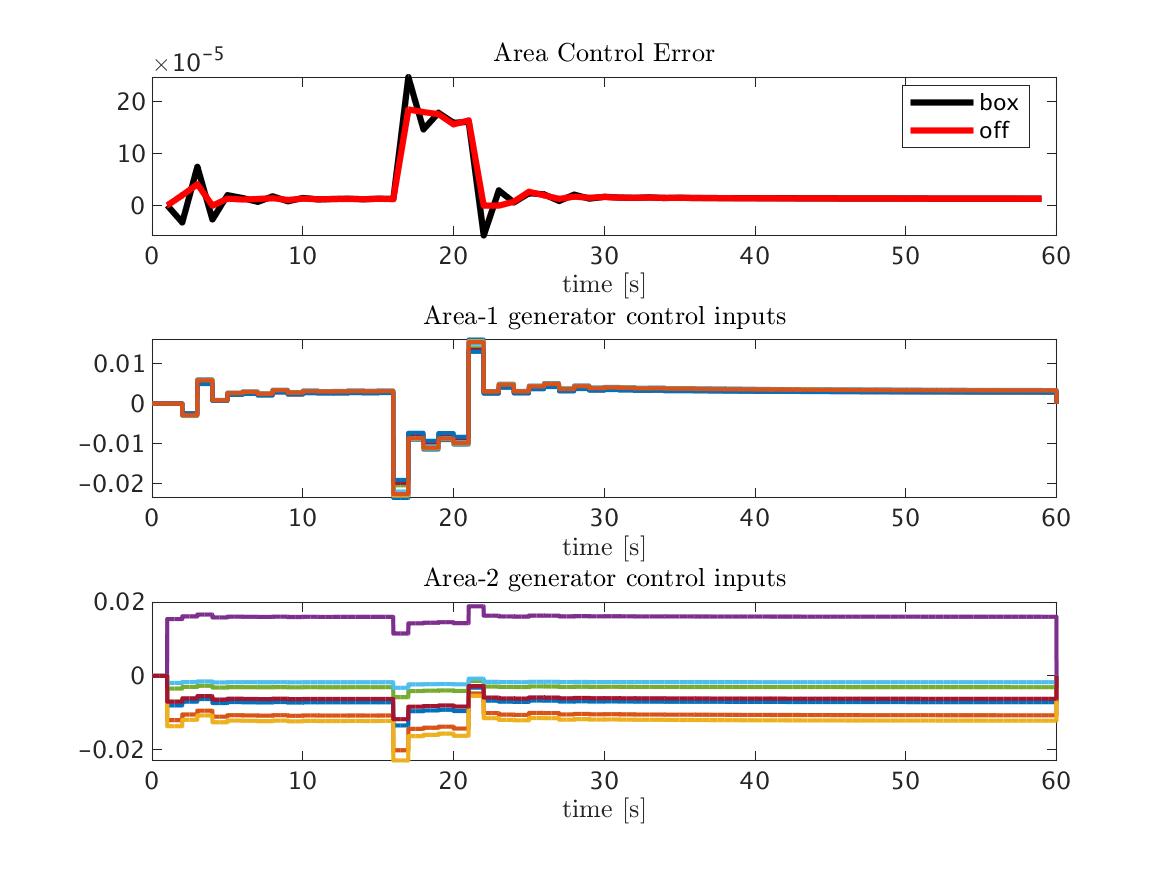 Area Control Error
×10⁻⁵
20
10
0
box
off
0 10 20 30 40 50 60
time [s]
Area-1 generator control inputs
0.01
0
−0.01
−0.02
0 10 20 30 40 50 60
time [s]
Area-2 generator control inputs
0.02
0
−0.02
0 10 20 30 40 50 60
time [s]